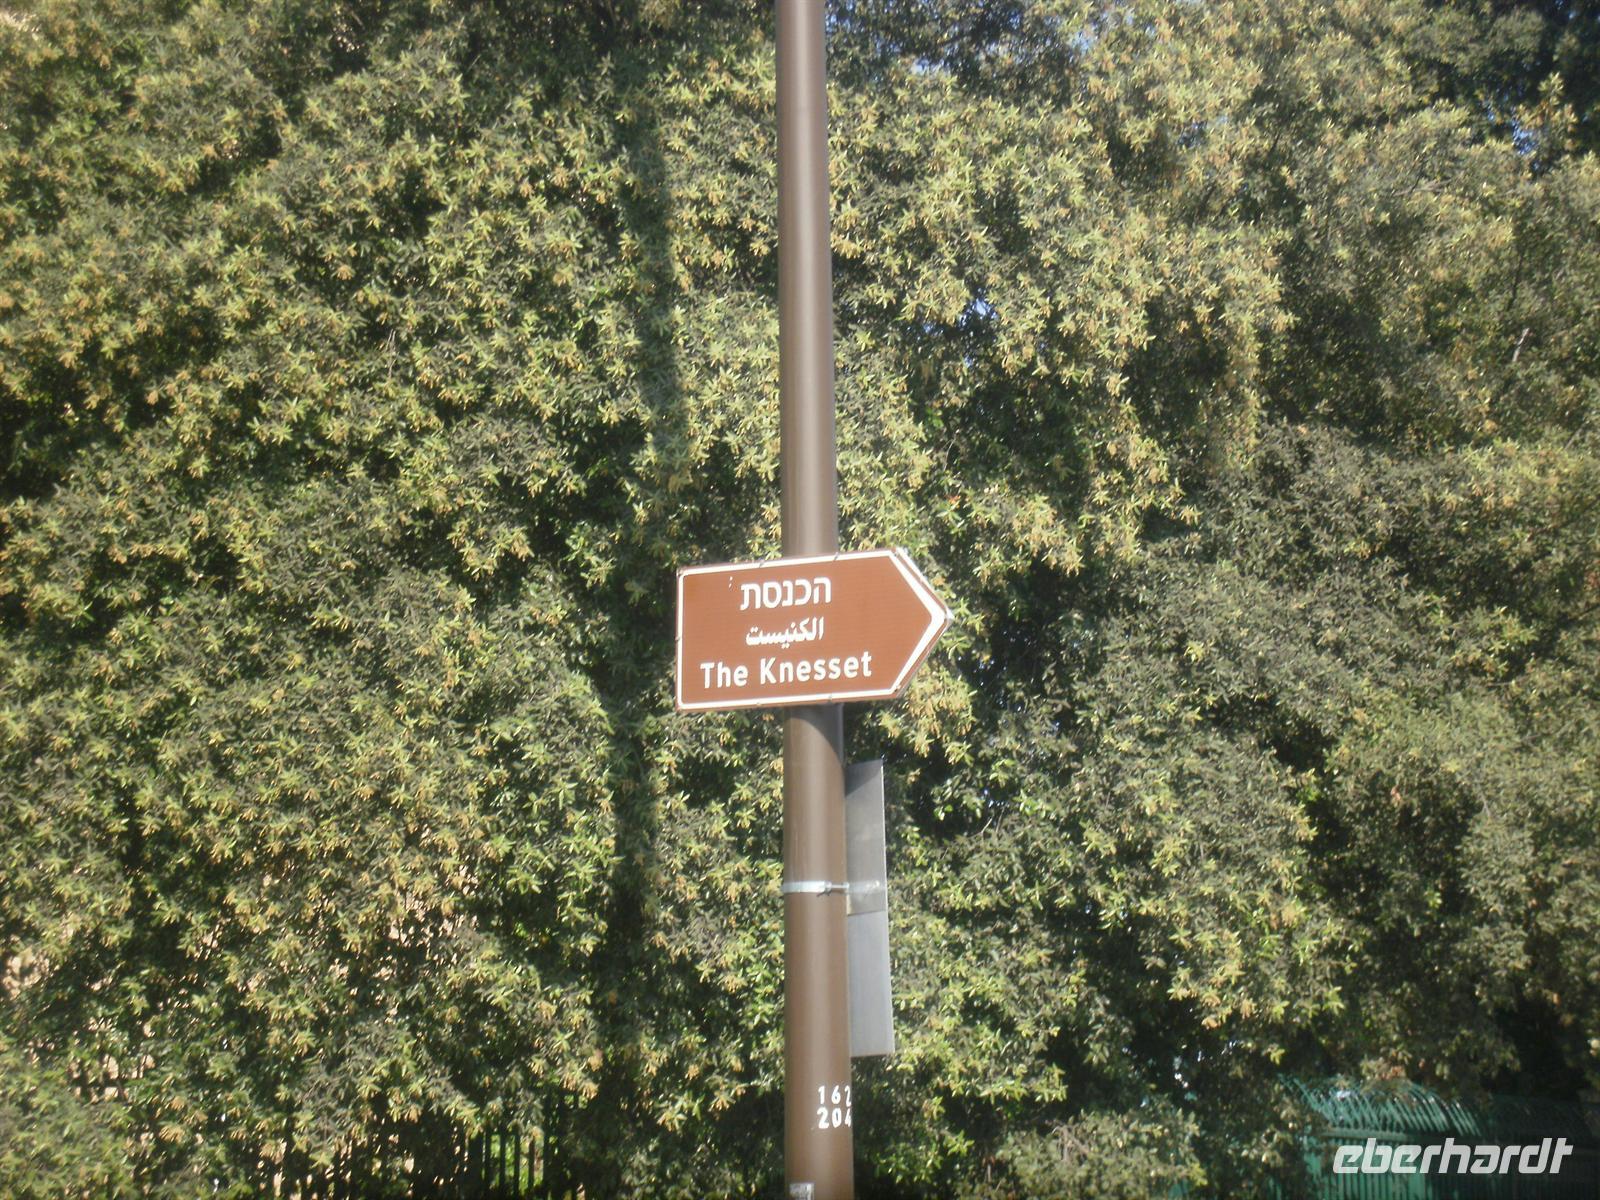 הכנסת
الكنيست
The Knesset
162
204
eberhardt